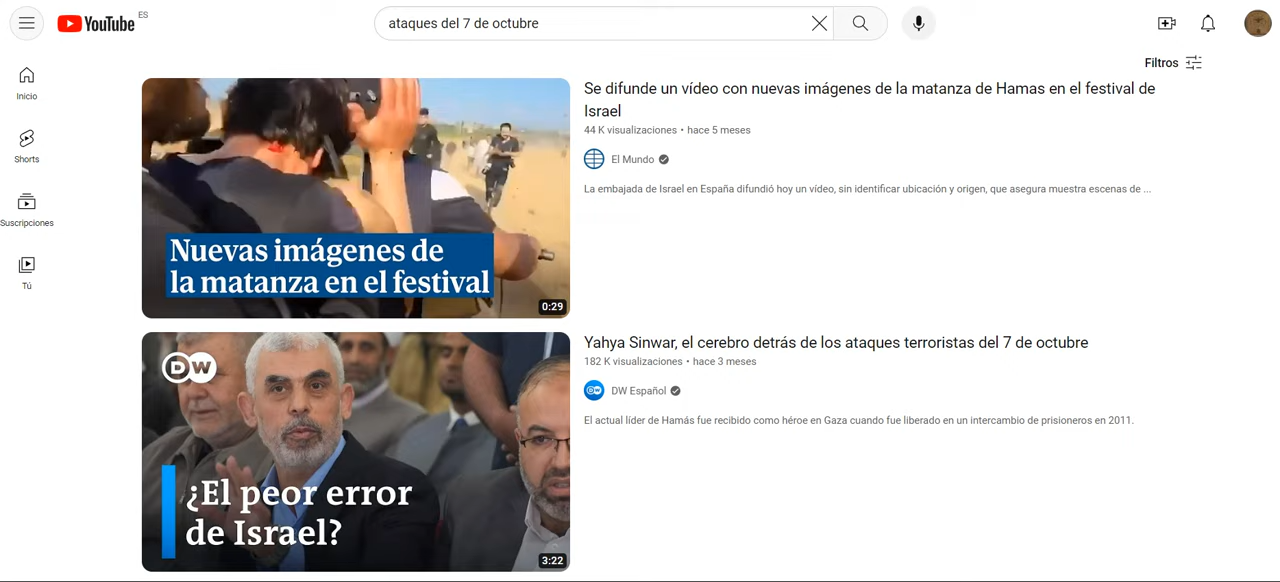 YouTube ES
ataques del 7 de octubre
Filtros
Inicio
Shorts
Suscripciones
Tú
Nuevas imágenes de
la matanza en el festival
0:29
Se difunde un vídeo con nuevas imágenes de la matanza de Hamas en el festival de
Israel
44 K visualizaciones • hace 5 meses
El Mundo
La embajada de Israel en España difundió hoy un vídeo, sin identificar ubicación y origen, que asegura muestra escenas de ...
DW
¿El peor error
de Israel?
3:22
Yahya Sinwar, el cerebro detrás de los ataques terroristas del 7 de octubre
182 K visualizaciones • hace 3 meses
DW Español
El actual líder de Hamás fue recibido como héroe en Gaza cuando fue liberado en un intercambio de prisioneros en 2011.